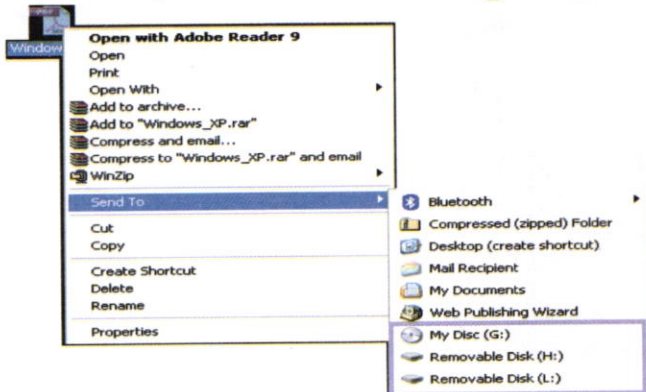 Window
Open with Adobe Reader 9
Open
Print
Open With
Add to archive...
Add to "Windows_XP.rar"
Compress and email...
Compress to "Windows_XP.rar" and email
WinZip
Send To
Cut
Copy
Create Shortcut
Delete
Rename
Properties
Bluetooth
Compressed (zipped) Folder
Desktop (create shortcut)
Mail Recipient
My Documents
Web Publishing Wizard
My Disc (G:)
Removable Disk (H:)
Removable Disk (L:)